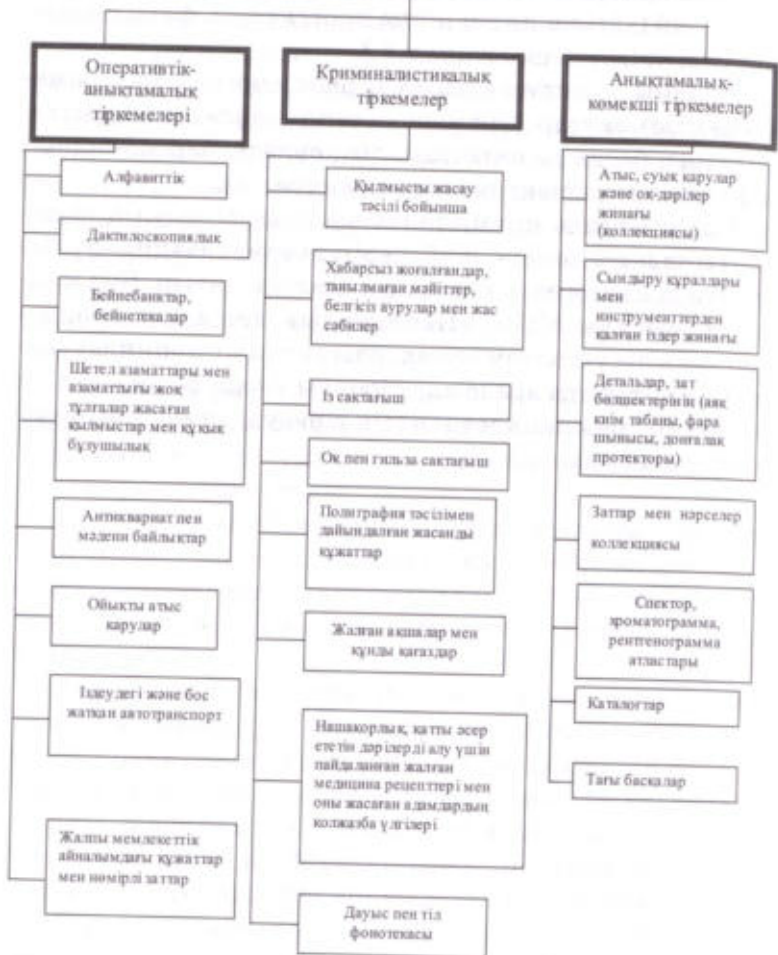 Оперативтік-
анықтамалық
тіркемелері
Алфавиттік
Дактилоскопиялык
Бейнебанктар,
бейнетекалар
Шетел азаматтары мен
азаматтығы жоқ
тұлғалар жасаған
қылмыстар мен құқық
бұзушылық
Антиквариат пен
мәдени байлықтар
Ойықты атыс
қарулар
Іздеудегі және бос
жатқан автотранспорт
Жалпы мемлекеттік
айналымдағы құжаттар
мен нөмірлі заттар
Криминалистикалық
тіркемелер
Қылмысты жасау
тәсілі бойынша
Хабарсыз жоғалғандар,
танылмаған мәйіттер,
белгісіз аурулар мен жас
сәбилер
Із сақтағыш
Оқ пен гильза сақтағыш
Полиграфия тәсілімен
дайындалған жасанды
құжаттар
Жалған ақшалар мен
құнды қағаздар
Нашақорлық, қатты әсер
ететін дәрілерді алу үшін
пайдаланған жалған
медицина рецепттері мен
оны жасаған адамдардың
қолжазба үлгілері
Дауыс пен тіл
фонотекасы
Анықтамалық-
көмекші тіркемелер
Атыс, суық қарулар
және оқ-дәрілер
жинағы
(коллекциясы)
Сындыру құралдары
мен
инструменттерден
қалған іздер жинағы
Детальдар, зат
бөлшектерінің (аяқ
киім табаны, фара
шынысы, доңғалақ
протекторы)
Заттар мен нәрселер
коллекциясы
Спектор,
хроматограмма,
рентгенограмма
атластары
Каталогтар
Тағы басқалар